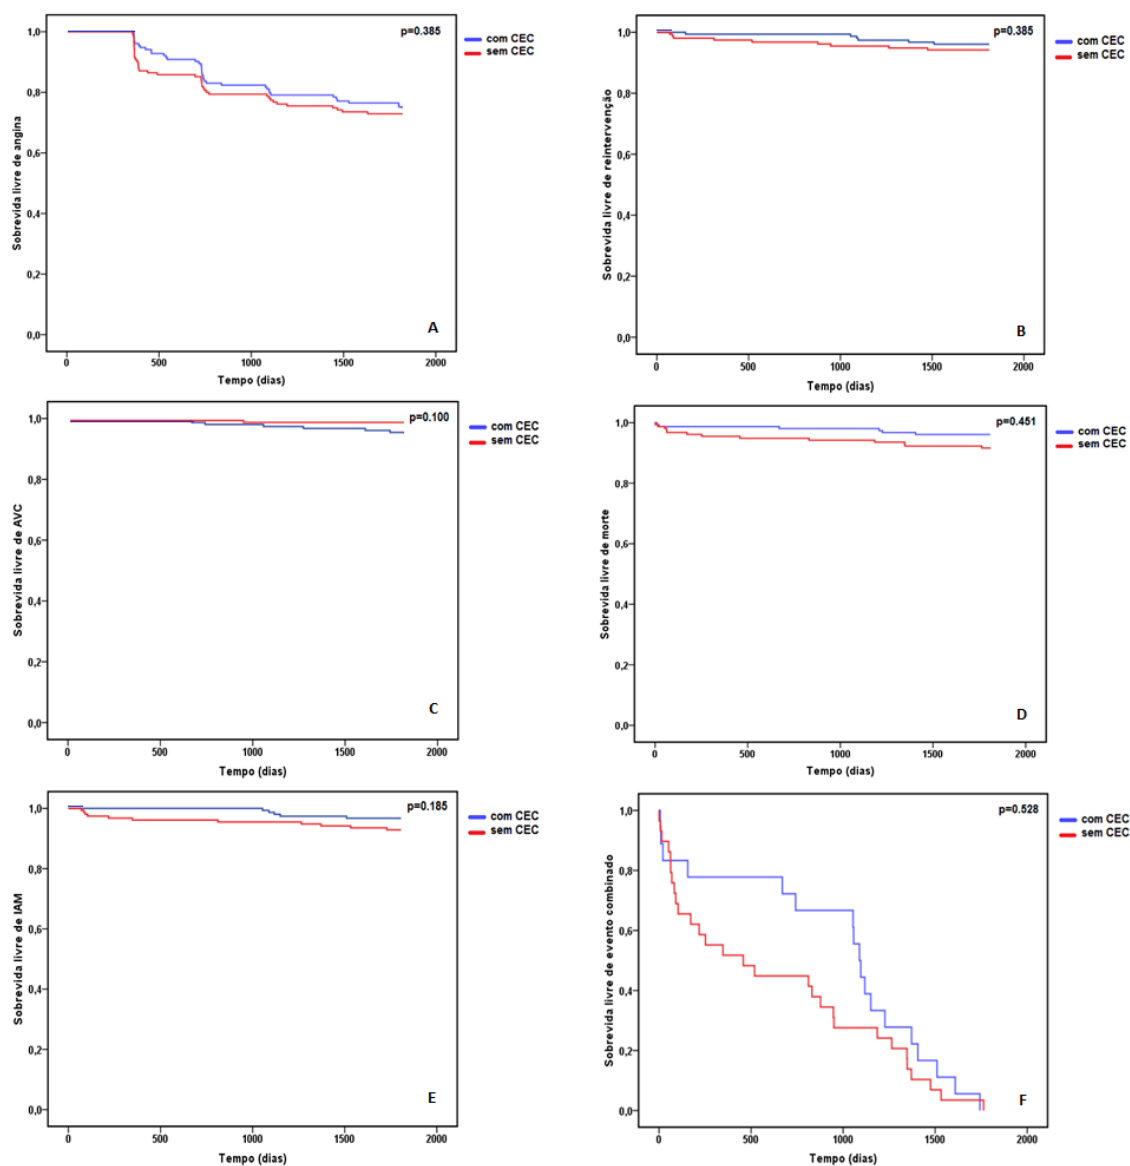 p=0.385
com CEC
sem CEC
Sobrevida livre de angina
1,0
0,8
0,6
0,4
0,2
0,0
A
0 500 1000 1500 2000
Tempo (dias)
p=0.385
com CEC
sem CEC
Sobrevida livre de reintervenção
1,0
0,8
0,6
0,4
0,2
0,0
B
0 500 1000 1500 2000
Tempo (dias)
p=0.100
com CEC
sem CEC
Sobrevida livre de AVC
1,0
0,8
0,6
0,4
0,2
0,0
C
0 500 1000 1500 2000
Tempo (dias)
p=0.451
com CEC
sem CEC
Sobrevida livre de morte
1,0
0,8
0,6
0,4
0,2
0,0
D
0 500 1000 1500 2000
Tempo (dias)
p=0.185
com CEC
sem CEC
Sobrevida livre de IAM
1,0
0,8
0,6
0,4
0,2
0,0
E
0 500 1000 1500 2000
Tempo (dias)
p=0.528
com CEC
sem CEC
Sobrevida livre de evento combinado
1,0
0,8
0,6
0,4
0,2
0,0
F
0 500 1000 1500 2000
Tempo (dias)